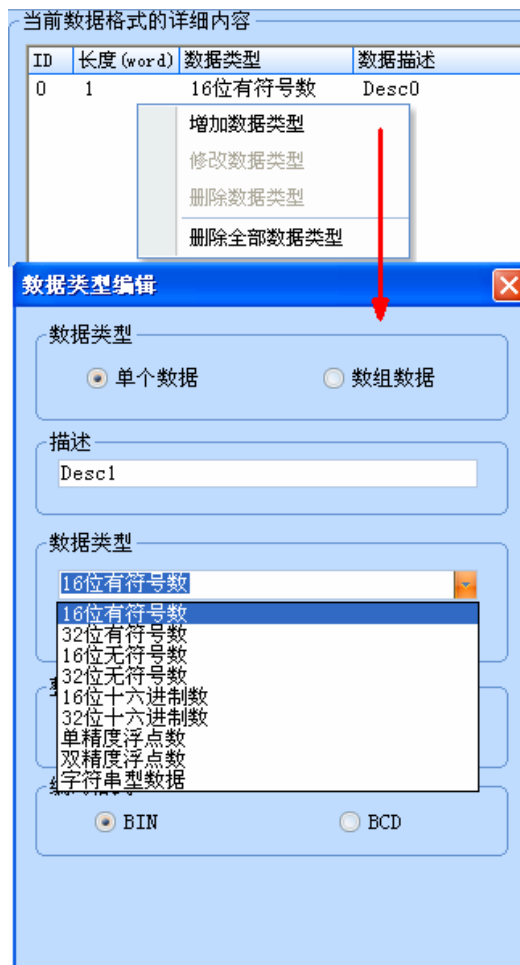 当前数据格式的详细内容
ID 长度(word) 数据类型 数据描述
0 1 16位有符号数 Desc0
增加数据类型
修改数据类型
删除数据类型
删除全部数据类型
数据类型编辑
数据类型
单个数据 数组数据
描述
Desc1
数据类型
16位有符号数
16位有符号数
32位有符号数
16位无符号数
32位无符号数
16位十六进制数
32位十六进制数
单精度浮点数
双精度浮点数
字符串型数据
BIN BCD